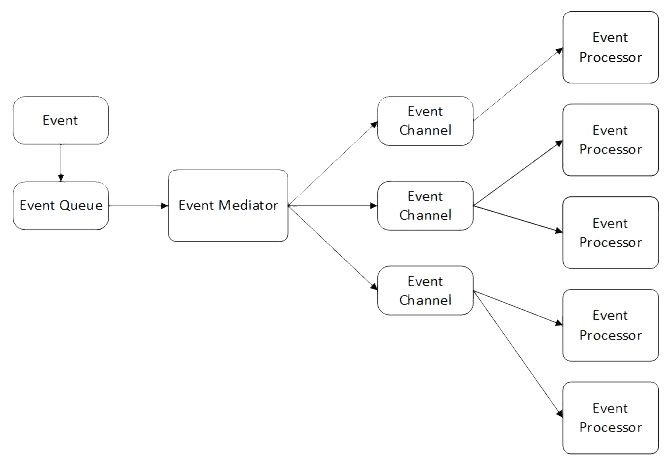 Event
Event Queue
Event Mediator
Event
Channel
Event
Channel
Event
Channel
Event
Processor
Event
Processor
Event
Processor
Event
Processor
Event
Processor